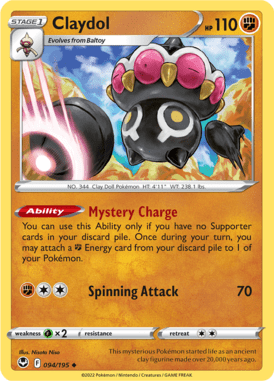 STAGE 1 Claydol HP 110
Evolves from Baltoy
NO. 344 Clay Doll Pokémon HT: 4'11" WT: 238.1 lbs.
Ability Mystery Charge
You can use this Ability only if you have no Supporter
cards in your discard pile. Once during your turn, you
may attach a Energy card from your discard pile to 1 of
your Pokémon.
Spinning Attack 70
weakness ×2 resistance retreat
Illus. Naoto Nao
F 094/195
This mysterious Pokémon started life as an ancient
clay figurine made over 20,000 years ago.
©2022 Pokémon / Nintendo / Creatures / GAME FREAK